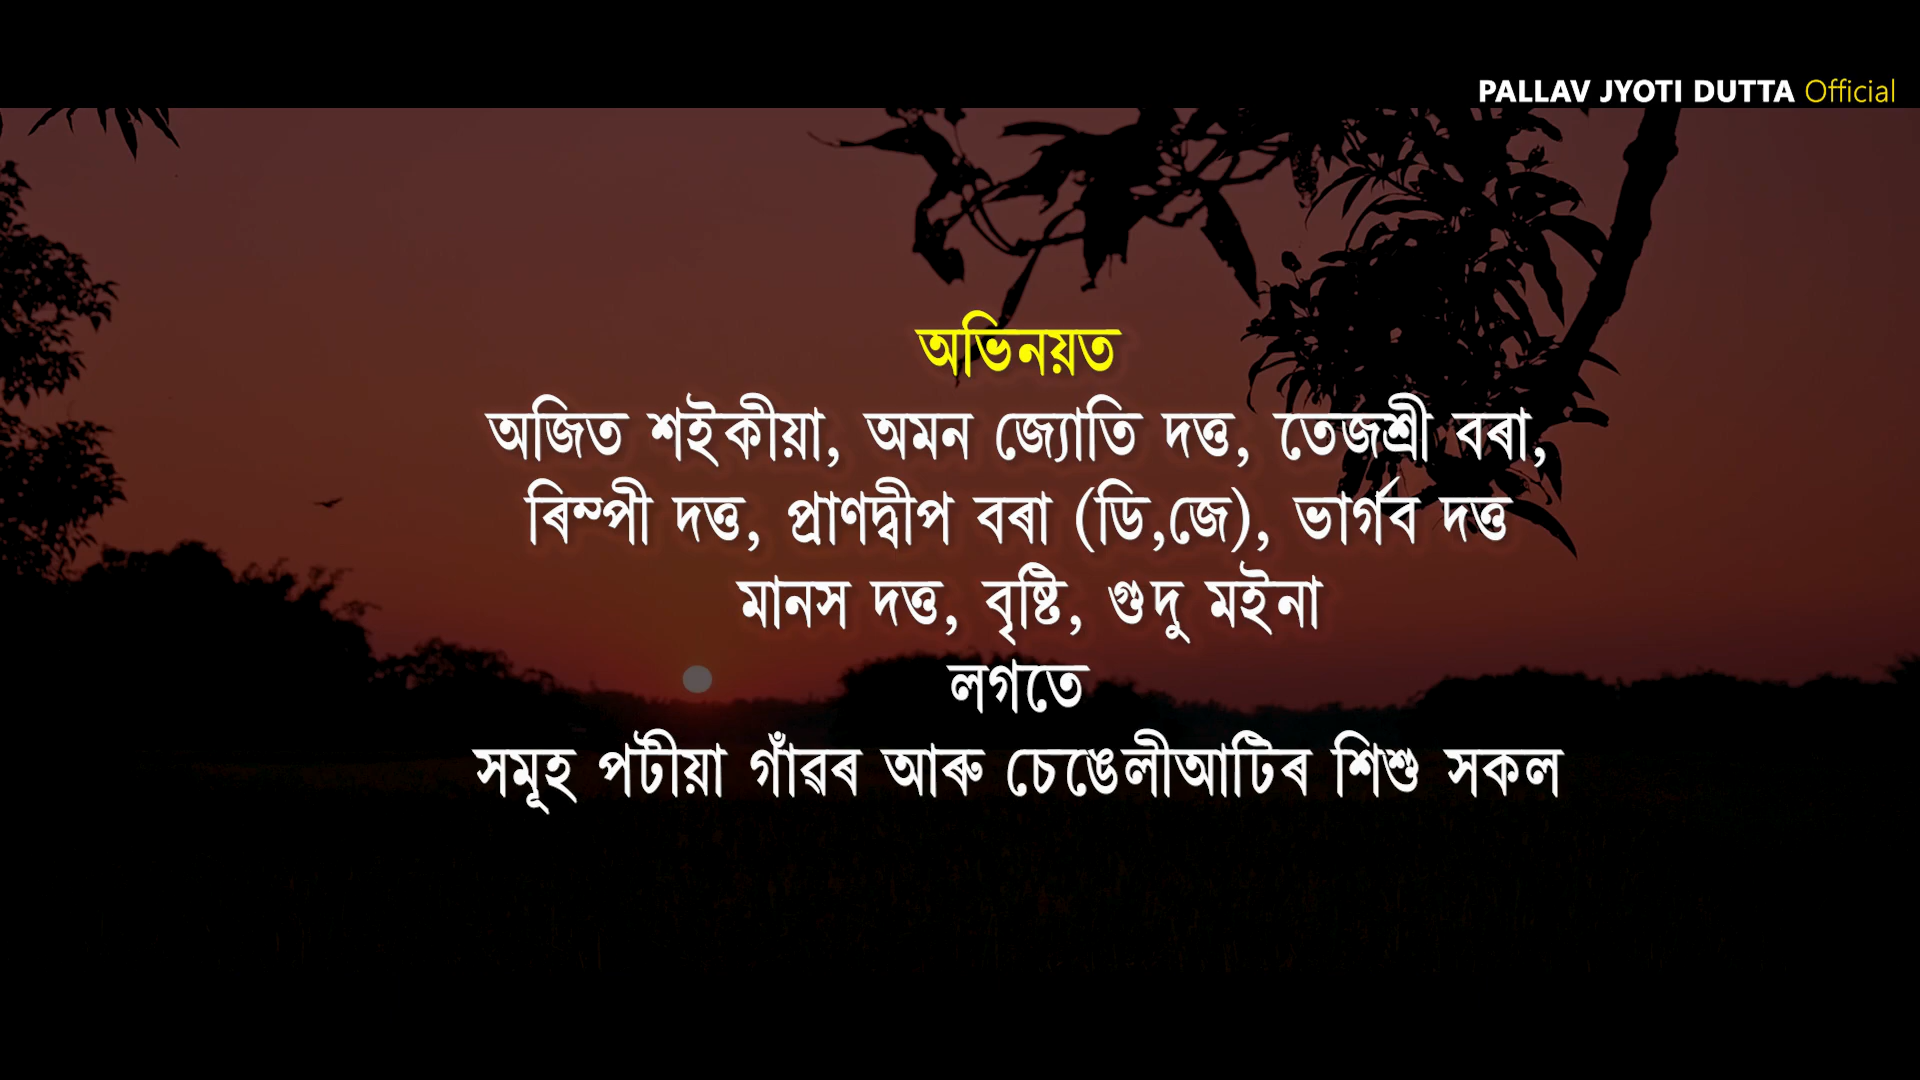 PALLAV JYOTI DUTTA Official
অভিনয়ত
অজিত শইকীয়া, অমন জ্যোতি দত্ত, তেজশ্ৰী বৰা,
ৰিম্পী দত্ত, প্ৰাণদ্বীপ বৰা (ডি,জে), ভাৰ্গব দত্ত
মানস দত্ত, বৃষ্টি, গুদু মইনা
লগতে
সমূহ পটীয়া গাঁৱৰ আৰু চেঙেলীআটিৰ শিশু সকল